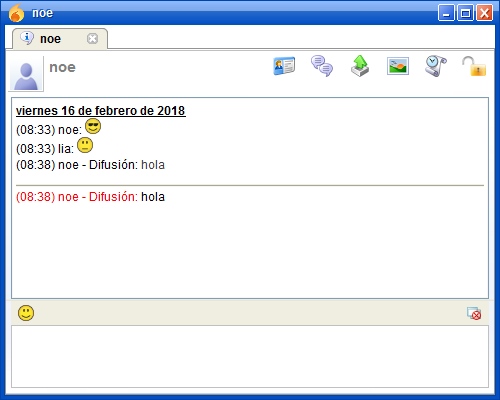 noe
noe
noe
viernes 16 de febrero de 2018
(08:33) noe:
(08:33) lia:
(08:38) noe - Difusión: hola
(08:38) noe - Difusión: hola